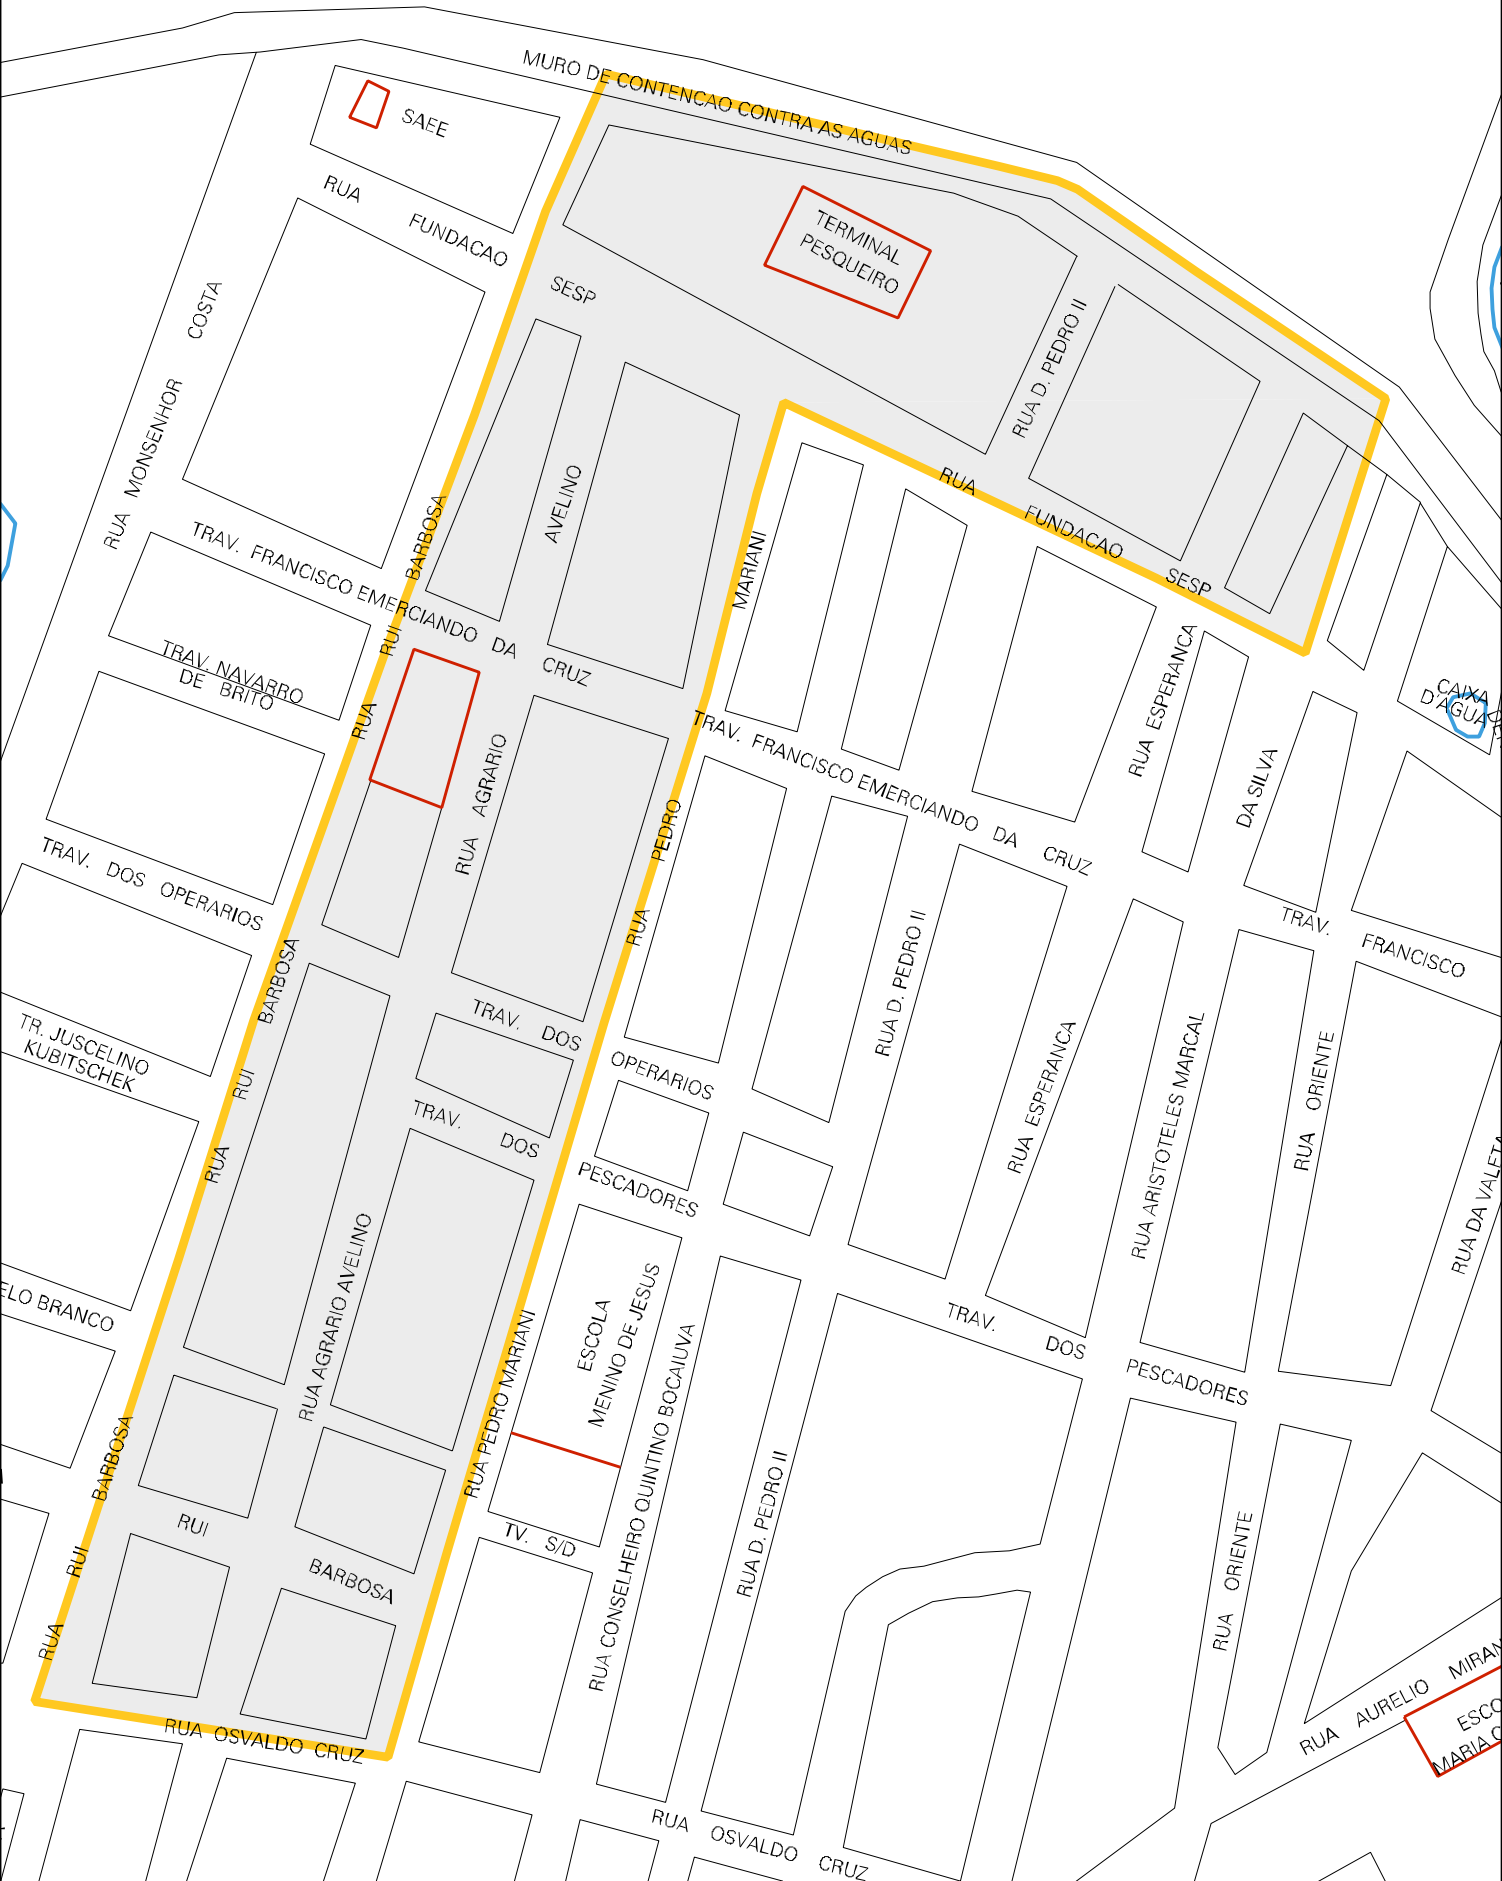 MURO DE CONTENCAO CONTRA AS AGUAS
SAEE
RUA FUNDACAO SESP
TERMINAL
PESQUEIRO
RUA MONSENHOR COSTA
RUA D. PEDRO II
AVELINO
RUA FUNDACAO SESP
TRAV. FRANCISCO EMERCIANDO DA CRUZ
RUA RUI BARBOSA
MARIANI
TRAV. NAVARRO
DE BRITO
RUA ESPERANCA
CAIXA
D'AGUA
TRAV. FRANCISCO EMERCIANDO DA CRUZ
DA SILVA
RUA AGRARIO
RUA PEDRO
TRAV. DOS OPERARIOS
TRAV. FRANCISCO
RUA D. PEDRO II
RUA RUI BARBOSA
TRAV. DOS OPERARIOS
TR. JUSCELINO
KUBITSCHEK
RUA ESPERANCA
RUA ARISTOTELES MARCAL
RUA ORIENTE
TRAV. DOS PESCADORES
RUA DA VALETA
ELO BRANCO
RUA AGRARIO AVELINO
ESCOLA
MENINO DE JESUS
RUA PEDRO MARIANI
RUA CONSELHEIRO QUINTINO BOCAIUVA
TRAV. DOS PESCADORES
RUA RUI BARBOSA
RUA D. PEDRO II
RUI BARBOSA
TV. S/D
RUA ORIENTE
RUA AURELIO MIRAN
ESCO
MARIA C
RUA OSVALDO CRUZ
RUA OSVALDO CRUZ